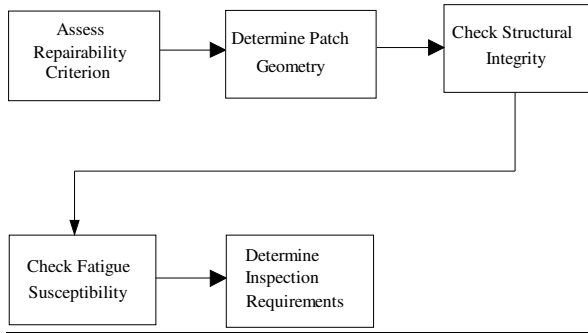 Assess
Repairability
Criterion
Determine Patch
Geometry
Check Structural
Integrity
Check Fatigue
Susceptibility
Determine
Inspection
Requirements